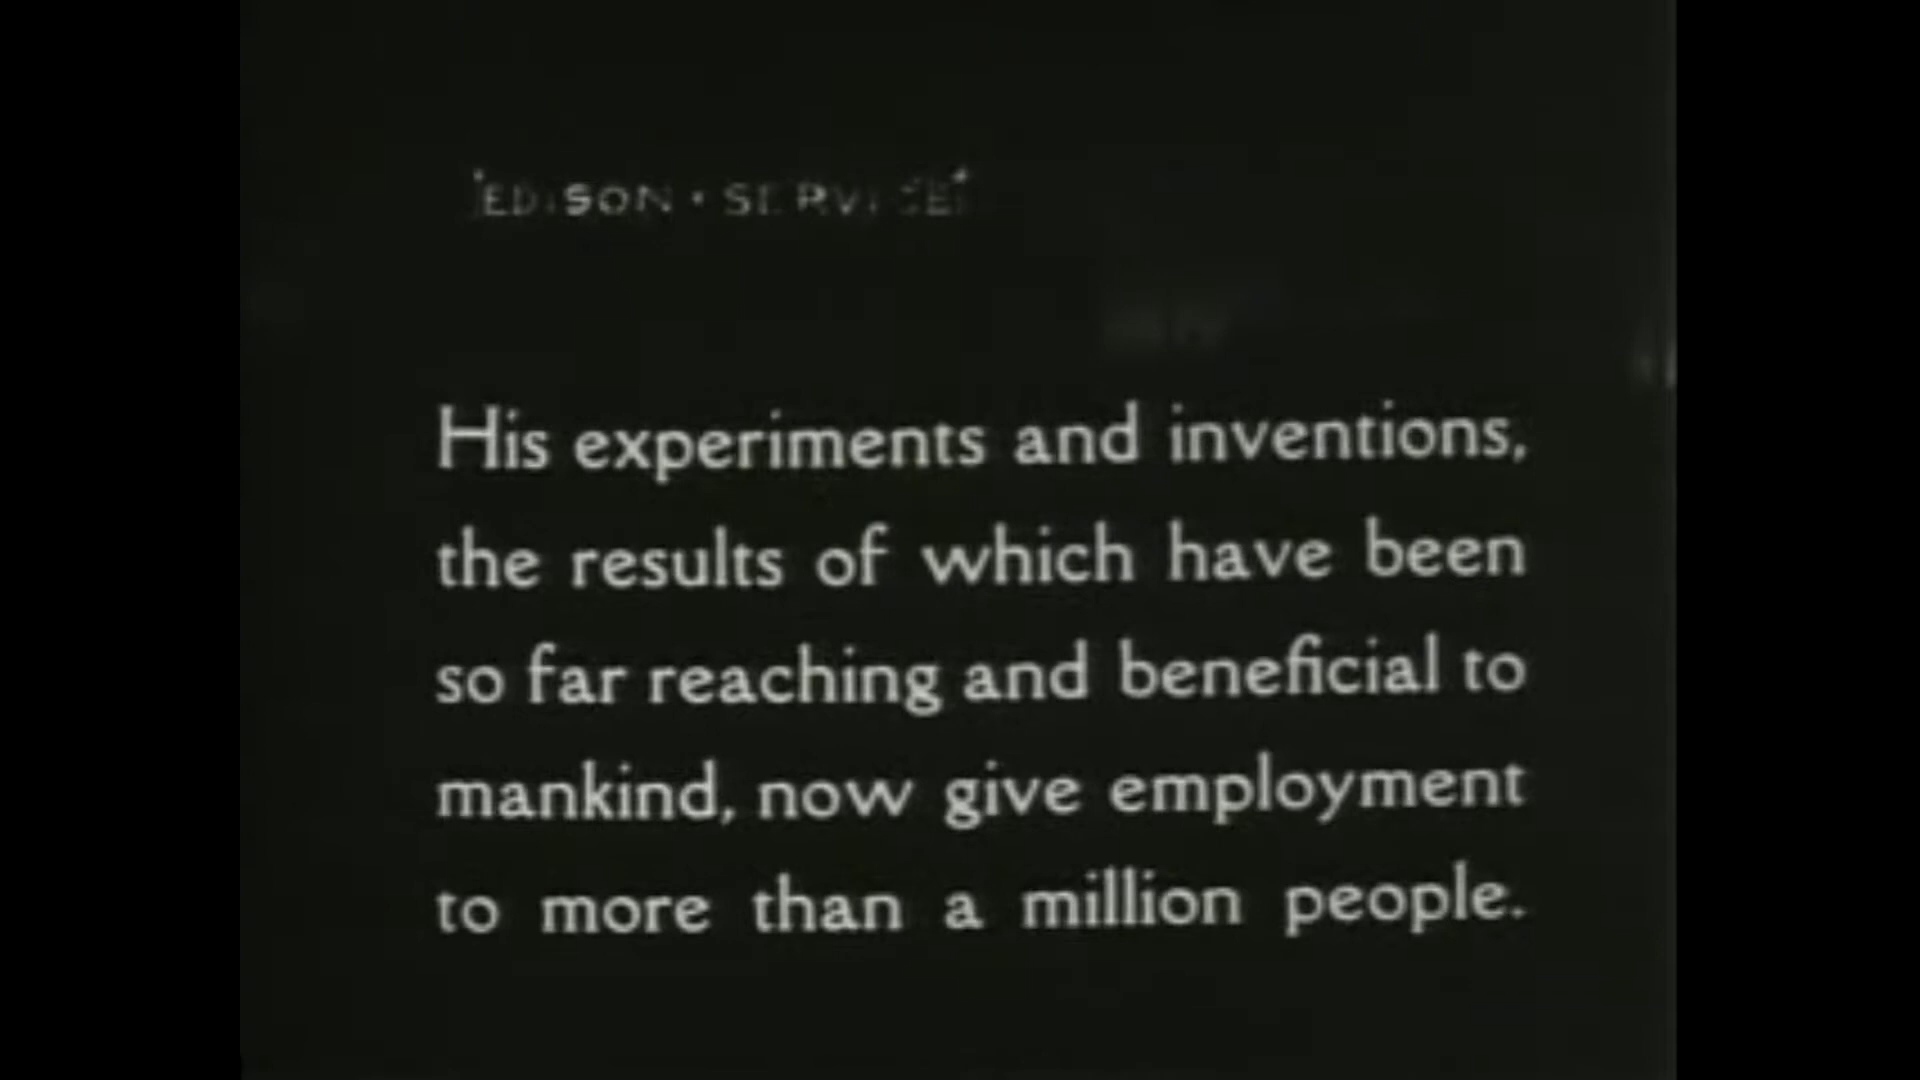 EDISON · SERVICE
His experiments and inventions,
the results of which have been
so far reaching and beneficial to
mankind, now give employment
to more than a million people.